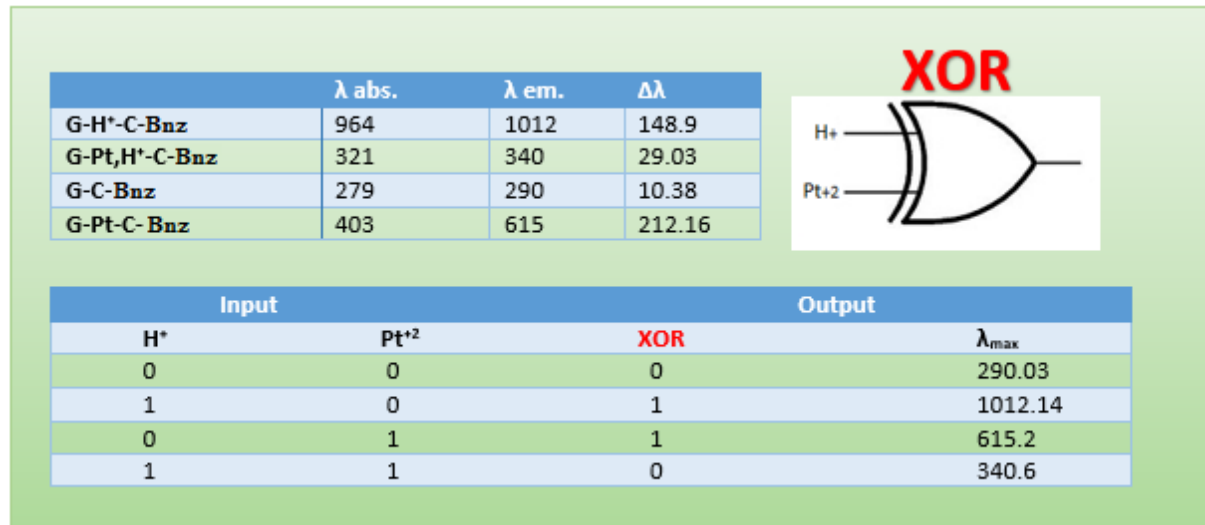 λ abs. λ em. Δλ
G-H⁺-C-Bnz 964 1012 148.9
G-Pt,H⁺-C-Bnz 321 340 29.03
G-C-Bnz 279 290 10.38
G-Pt-C- Bnz 403 615 212.16
XOR
H+
Pt+2
Input Output
H⁺ Pt⁺² XOR λmax
0 0 0 290.03
1 0 1 1012.14
0 1 1 615.2
1 1 0 340.6